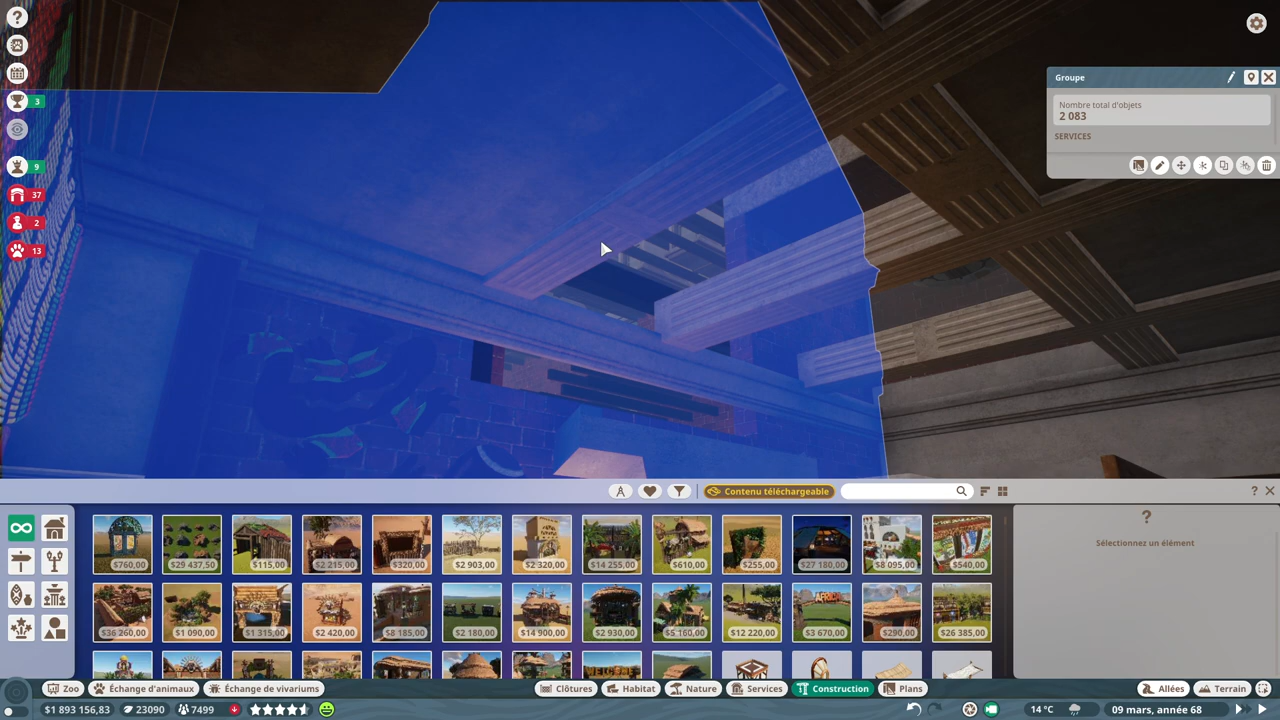 ?
3
9
37
2
13
Groupe
Nombre total d'objets
2 083
SERVICES
Contenu téléchargeable
?
$760,00
$29 437,50
$115,00
$2 215,00
$320,00
$2 903,00
$2 320,00
$14 255,00
$610,00
$255,00
$27 180,00
$8 095,00
$540,00
?
Sélectionnez un élément
$36 260,00
$1 090,00
$1 315,00
$2 420,00
$8 185,00
$2 180,00
$14 900,00
$2 930,00
$5 160,00
$12 220,00
$3 670,00
$290,00
$26 385,00
Zoo
Échange d'animaux
Échange de vivariums
Clôtures
Habitat
Nature
Services
Construction
Plans
Allées
Terrain
$1 893 156,83
23090
7499
14 °C
09 mars, année 68